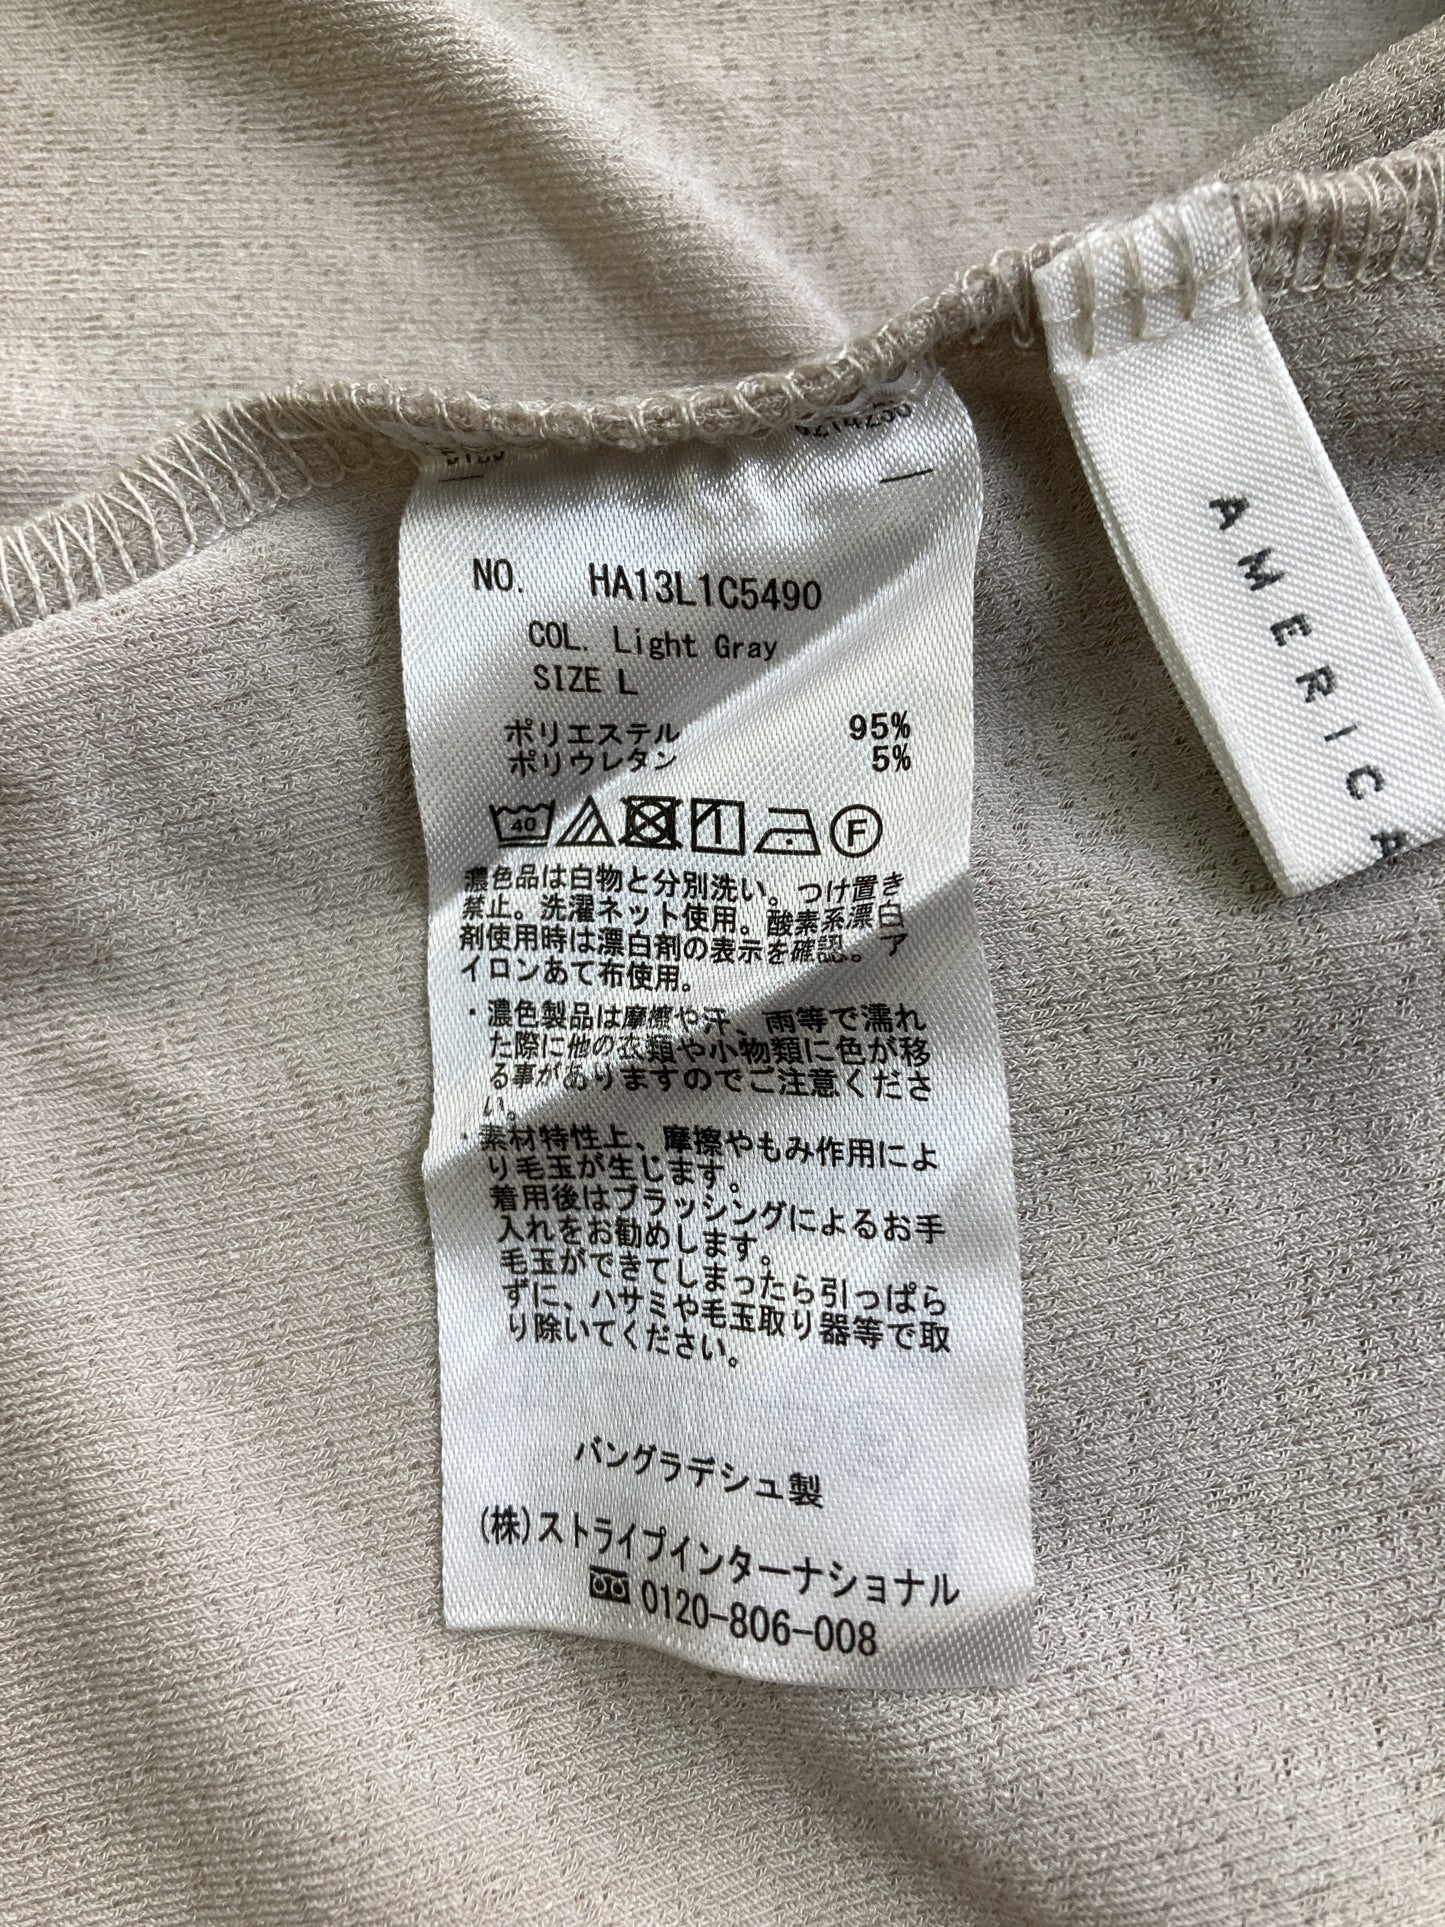 NO. HA13L1C5490
COL. Light Gray
SIZE L
ポリエステル 95%
ポリウレタン 5%
40 F
濃色品は白物と分別洗い。つけ置き
禁止。洗濯ネット使用。酸素系漂白
剤使用時は漂白剤の表示を確認。ア
イロンあて布使用。
・濃色製品は摩擦や汗、雨等で濡れ
た際に他の衣類や小物類に色が移
る事がありますのでご注意くださ
い。
・素材特性上、摩擦やもみ作用によ
り毛玉が生じます。
着用後はブラッシングによるお手
入れをお勧めします。
毛玉ができてしまったら引っぱら
ずに、ハサミや毛玉取り器等で取
り除いてください。
バングラデシュ製
(株)ストライプインターナショナル
0120-806-008
AMERICA